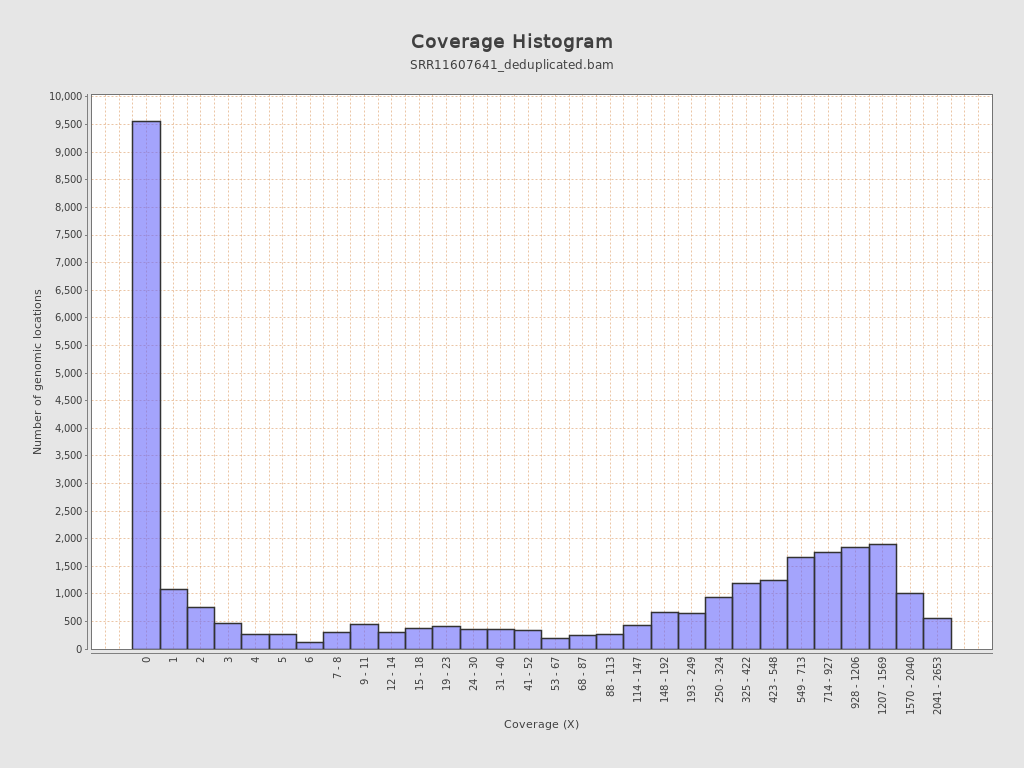 Coverage Histogram
SRR11607641_deduplicated.bam
Number of genomic locations
10,000
9,500
9,000
8,500
8,000
7,500
7,000
6,500
6,000
5,500
5,000
4,500
4,000
3,500
3,000
2,500
2,000
1,500
1,000
500
0
0
1
2
3
4
5
6
7 - 8
9 - 11
12 - 14
15 - 18
19 - 23
24 - 30
31 - 40
41 - 52
53 - 67
68 - 87
88 - 113
114 - 147
148 - 192
193 - 249
250 - 324
325 - 422
423 - 548
549 - 713
714 - 927
928 - 1206
1207 - 1569
1570 - 2040
2041 - 2653
Coverage (X)